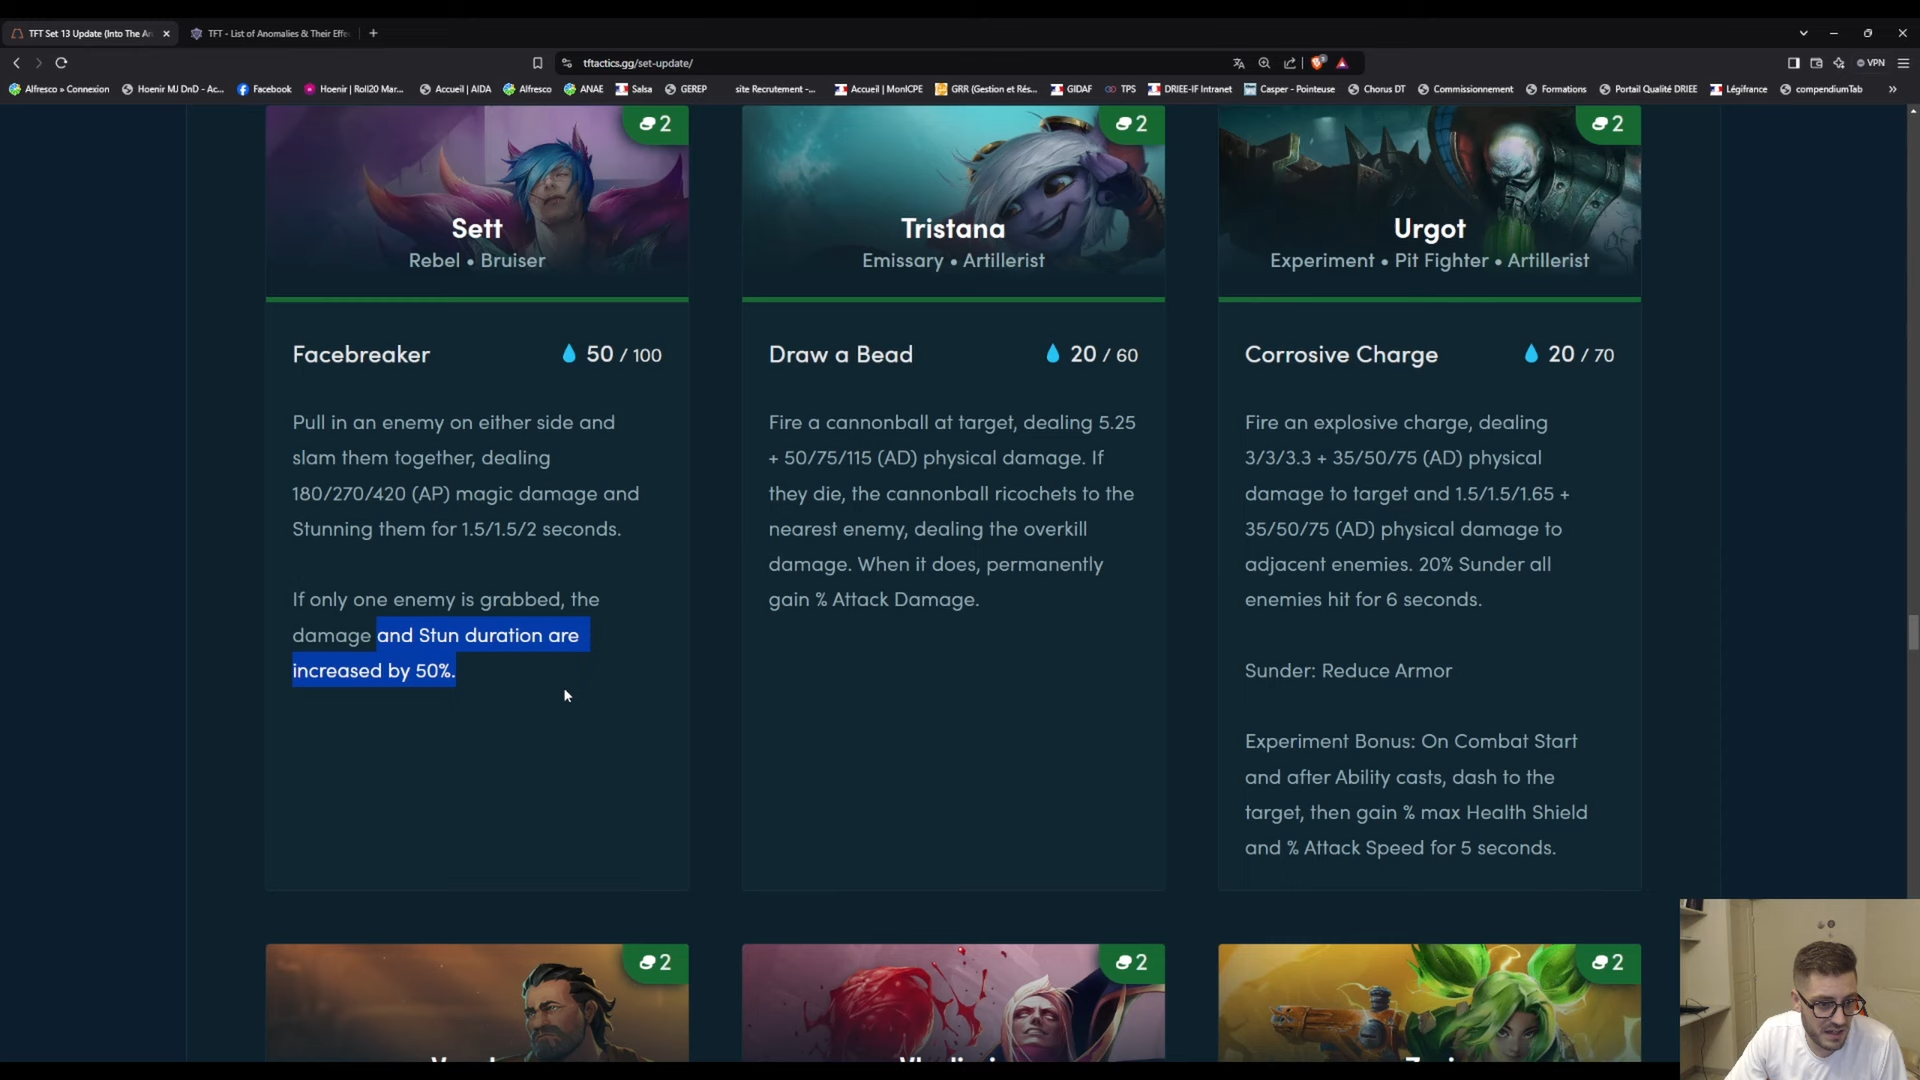 TFT Set 13 Update (Into The Ar
TFT - List of Anomalies & Their Effe
tftactics.gg/set-update/
VPN
Alfresco » Connexion
Hoenir MJ DnD - Ac...
Facebook
Hoenir | Roll20 Mar...
Accueil | AIDA
Alfresco
ANAE
Salsa
GEREP
site Recrutement -...
Accueil | MonICPE
GRR (Gestion et Rés...
GIDAF
TPS
DRIEE-IF Intranet
Casper - Pointeuse
Chorus DT
Commissionnement
Formations
Portail Qualité DRIEE
Légifrance
compendiumTab
2
Sett
Rebel • Bruiser
Facebreaker
50 / 100
Pull in an enemy on either side and
slam them together, dealing
180/270/420 (AP) magic damage and
Stunning them for 1.5/1.5/2 seconds.
If only one enemy is grabbed, the
damage and Stun duration are
increased by 50%.
2
Tristana
Emissary • Artillerist
Draw a Bead
20 / 60
Fire a cannonball at target, dealing 5.25
+ 50/75/115 (AD) physical damage. If
they die, the cannonball ricochets to the
nearest enemy, dealing the overkill
damage. When it does, permanently
gain % Attack Damage.
2
Urgot
Experiment • Pit Fighter • Artillerist
Corrosive Charge
20 / 70
Fire an explosive charge, dealing
3/3/3.3 + 35/50/75 (AD) physical
damage to target and 1.5/1.5/1.65 +
35/50/75 (AD) physical damage to
adjacent enemies. 20% Sunder all
enemies hit for 6 seconds.
Sunder: Reduce Armor
Experiment Bonus: On Combat Start
and after Ability casts, dash to the
target, then gain % max Health Shield
and % Attack Speed for 5 seconds.
2
2
2